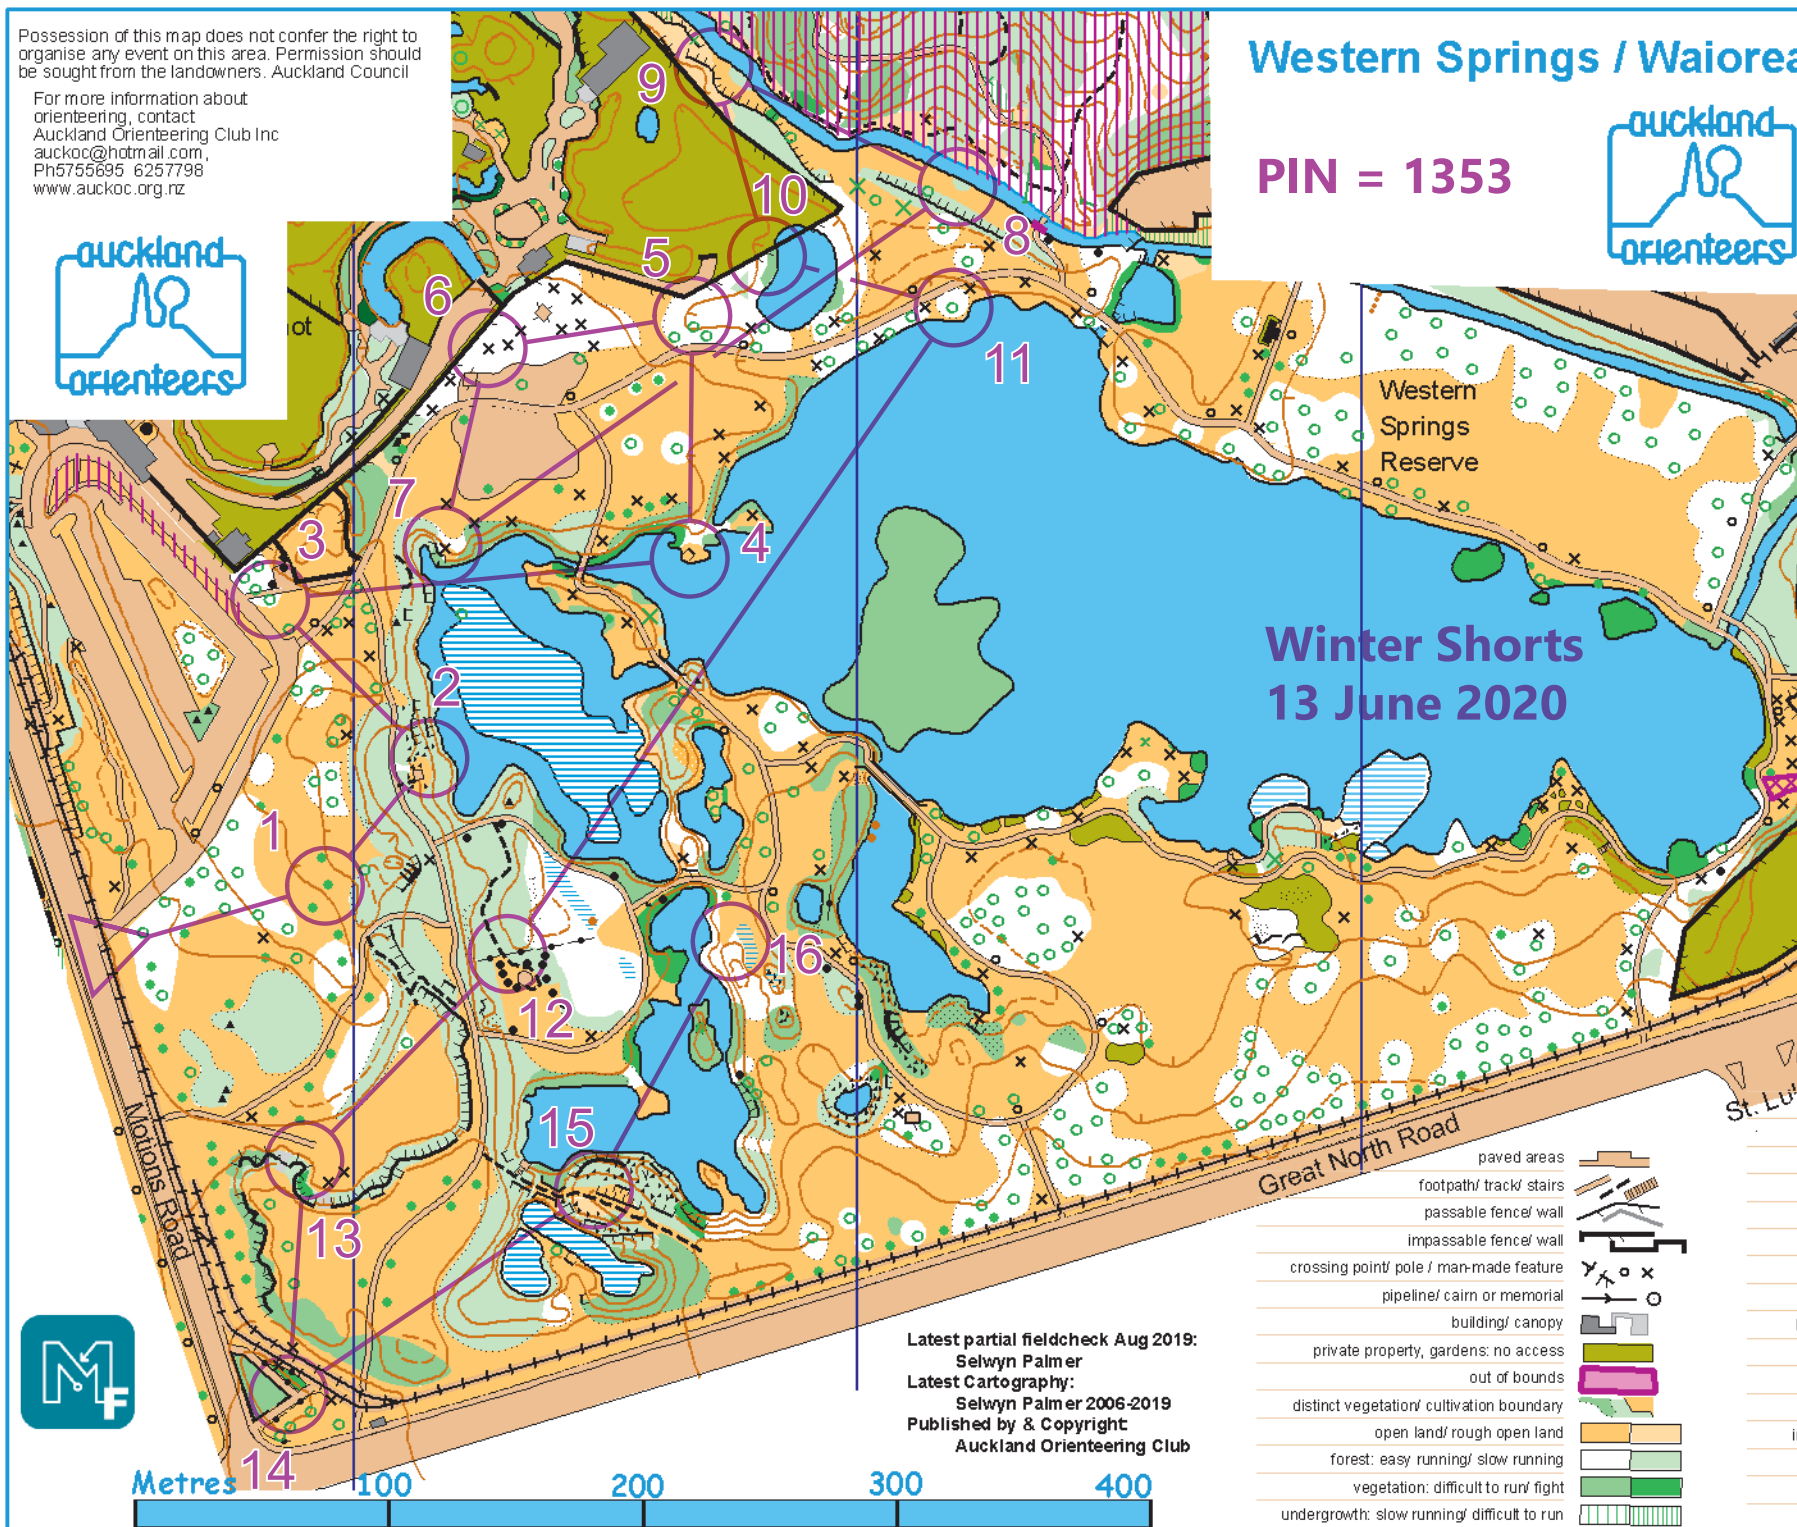 Possession of this map does not confer the right to
organise any event on this area. Permission should
be sought from the landowners. Auckland Council
For more information about
orienteering, contact
Auckland Orienteering Club Inc
auckoc@hotmail.com,
Ph5755695 6257798
www.auckoc.org.nz
auckland
orienteers
Western Springs / Waiorea
PIN = 1353
auckland
orienteers
9
10
5
8
6
11
ot
Western
Springs
Reserve
7
3
4
2
Winter Shorts
13 June 2020
1
16
12
15
13
14
Motions Road
Great North Road
St. Lu
MF
Latest partial fieldcheck Aug 2019:
Selwyn Palmer
Latest Cartography:
Selwyn Palmer 2006-2019
Published by & Copyright:
Auckland Orienteering Club
paved areas
footpath/ track/ stairs
passable fence/ wall
impassable fence/ wall
crossing point/ pole / man-made feature
pipeline/ cairn or memorial
building/ canopy
private property, gardens: no access
out of bounds
distinct vegetation/ cultivation boundary
open land/ rough open land
forest: easy running/ slow running
vegetation: difficult to run/ fight
undergrowth: slow running/ difficult to run
Metres 100 200 300 400